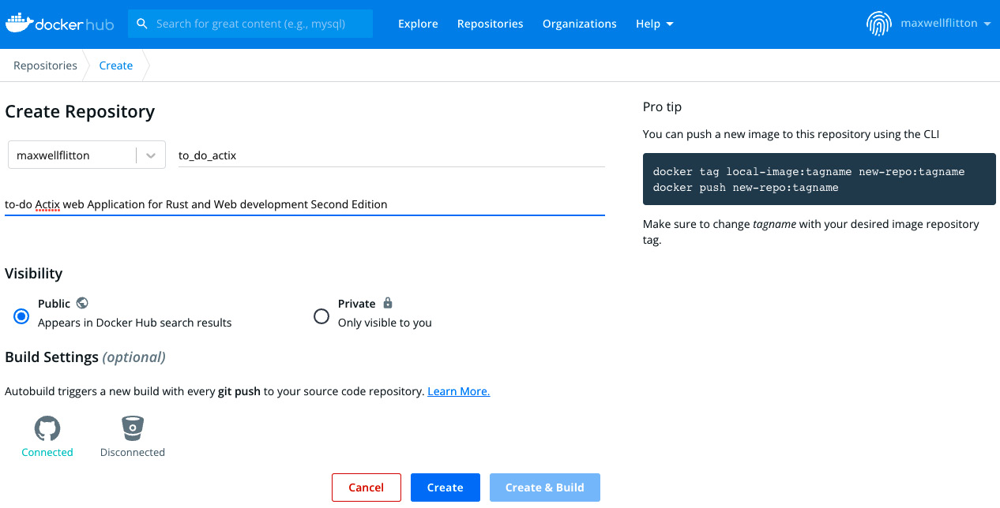 docker hub Search for great content (e.g., mysql) Explore Repositories Organizations Help maxwellflitton
Repositories Create
Create Repository
maxwellflitton to_do_actix
to-do Actix web Application for Rust and Web development Second Edition
Visibility
Public Private
Appears in Docker Hub search results Only visible to you
Build Settings (optional)
Autobuild triggers a new build with every git push to your source code repository. Learn More.
Connected Disconnected
Cancel Create Create & Build
Pro tip
You can push a new image to this repository using the CLI
docker tag local-image:tagname new-repo:tagname
docker push new-repo:tagname
Make sure to change tagname with your desired image repository
tag.